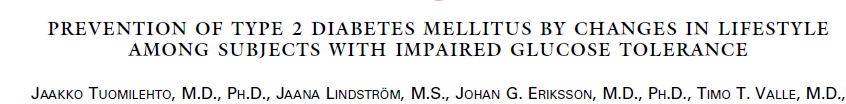 PREVENTION OF TYPE 2 DIABETES MELLITUS BY CHANGES IN LIFESTYLE
AMONG SUBJECTS WITH IMPAIRED GLUCOSE TOLERANCE
JAAKKO TUOMILEHTO, M.D., PH.D., JAANA LINDSTRÖM, M.S., JOHAN G. ERIKSSON, M.D., PH.D., TIMO T. VALLE, M.D.,